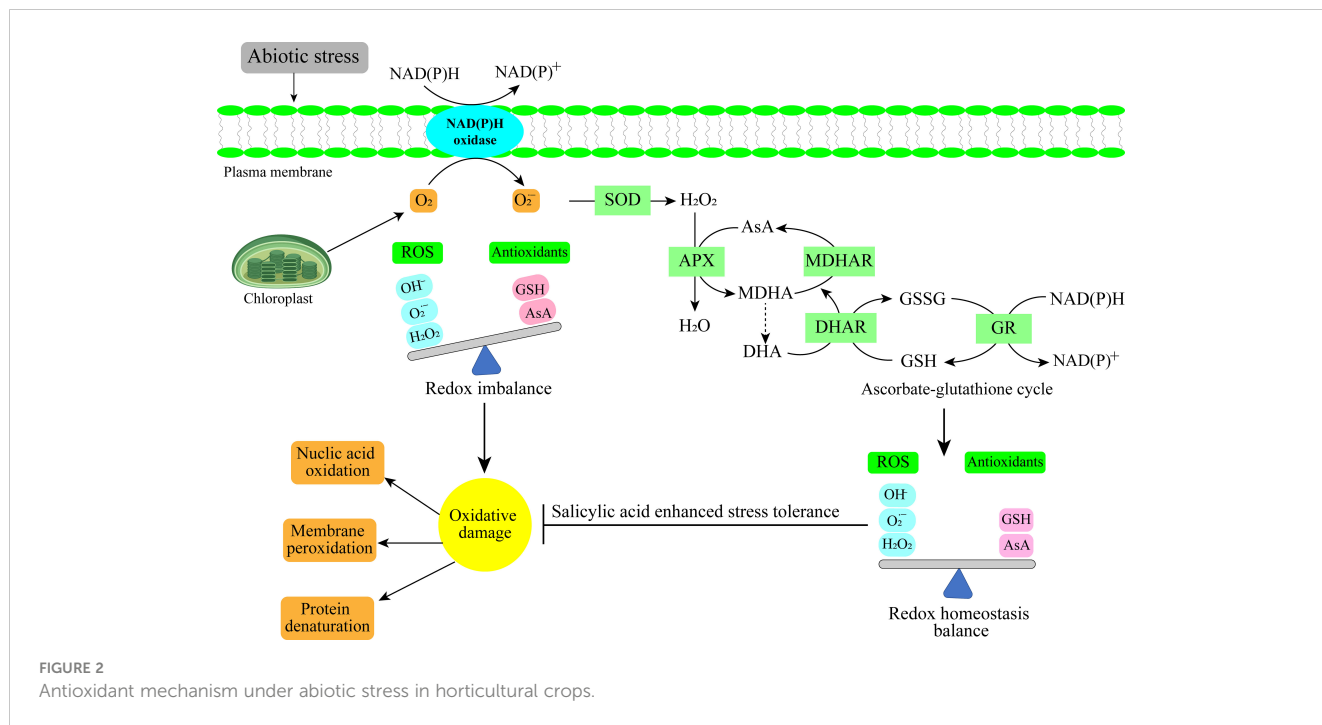 Abiotic stress
NAD(P)H
NAD(P)+
NAD(P)H
oxidase
Plasma membrane
O₂
O₂·−
SOD
H₂O₂
Chloroplast
ROS
Antioxidants
OH-
O₂·−
H₂O₂
GSH
AsA
Redox imbalance
APX
AsA
MDHAR
MDHA
H₂O
DHA
DHAR
GSSG
GSH
GR
NAD(P)H
NAD(P)+
Ascorbate-glutathione cycle
Nuclic acid
oxidation
Membrane
peroxidation
Protein
denaturation
Oxidative
damage
Salicylic acid enhanced stress tolerance
ROS
Antioxidants
OH-
O₂·−
H₂O₂
GSH
AsA
Redox homeostasis
balance
FIGURE 2
Antioxidant mechanism under abiotic stress in horticultural crops.